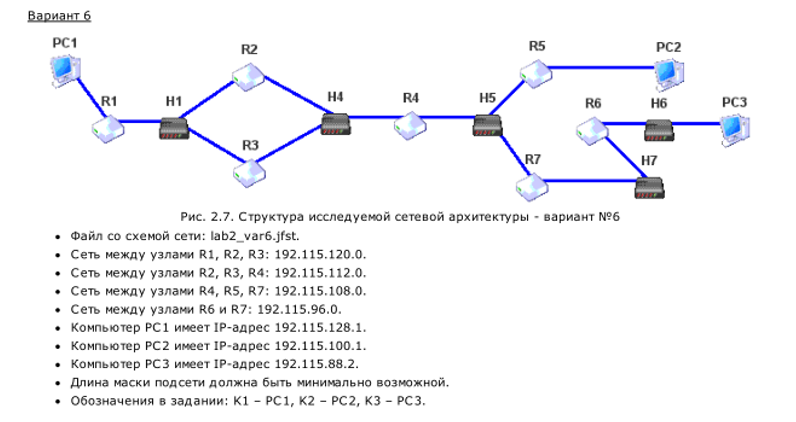 Вариант 6
PC1
R2
R5
PC2
R1
H1
H4
R4
H5
R6
H6
PC3
R3
R7
H7
Рис. 2.7. Структура исследуемой сетевой архитектуры - вариант №6
• Файл со схемой сети: lab2_var6.jfst.
• Сеть между узлами R1, R2, R3: 192.115.120.0.
• Сеть между узлами R2, R3, R4: 192.115.112.0.
• Сеть между узлами R4, R5, R7: 192.115.108.0.
• Сеть между узлами R6 и R7: 192.115.96.0.
• Компьютер PC1 имеет IP-адрес 192.115.128.1.
• Компьютер PC2 имеет IP-адрес 192.115.100.1.
• Компьютер PC3 имеет IP-адрес 192.115.88.2.
• Длина маски подсети должна быть минимально возможной.
• Обозначения в задании: K1 – PC1, K2 – PC2, K3 – PC3.